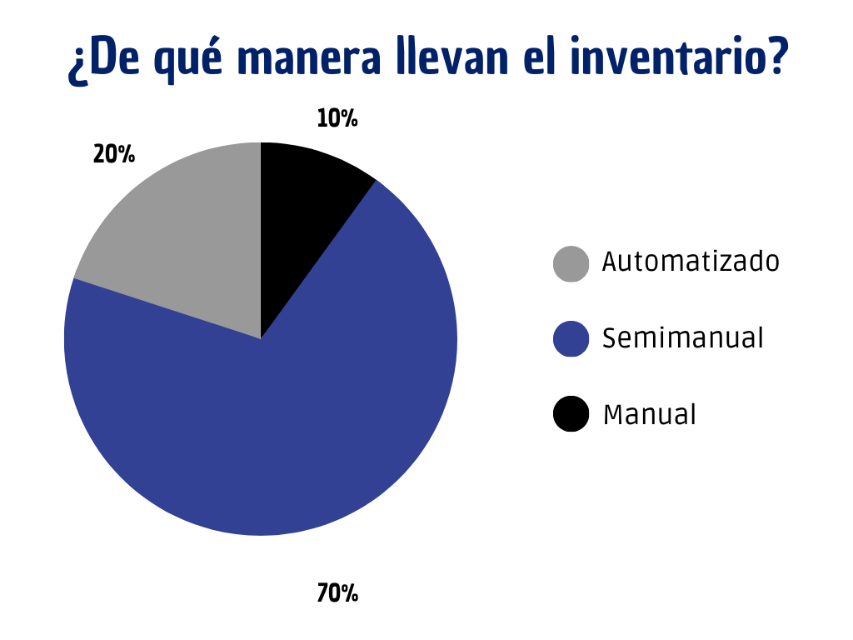 ¿De qué manera llevan el inventario?
10%
20%
Automatizado
Semimanual
Manual
70%